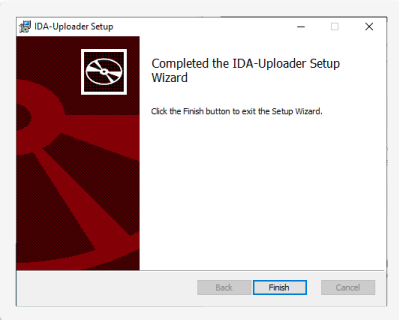 IDA-Uploader Setup
Completed the IDA-Uploader Setup
Wizard
Click the Finish button to exit the Setup Wizard.
Back
Finish
Cancel